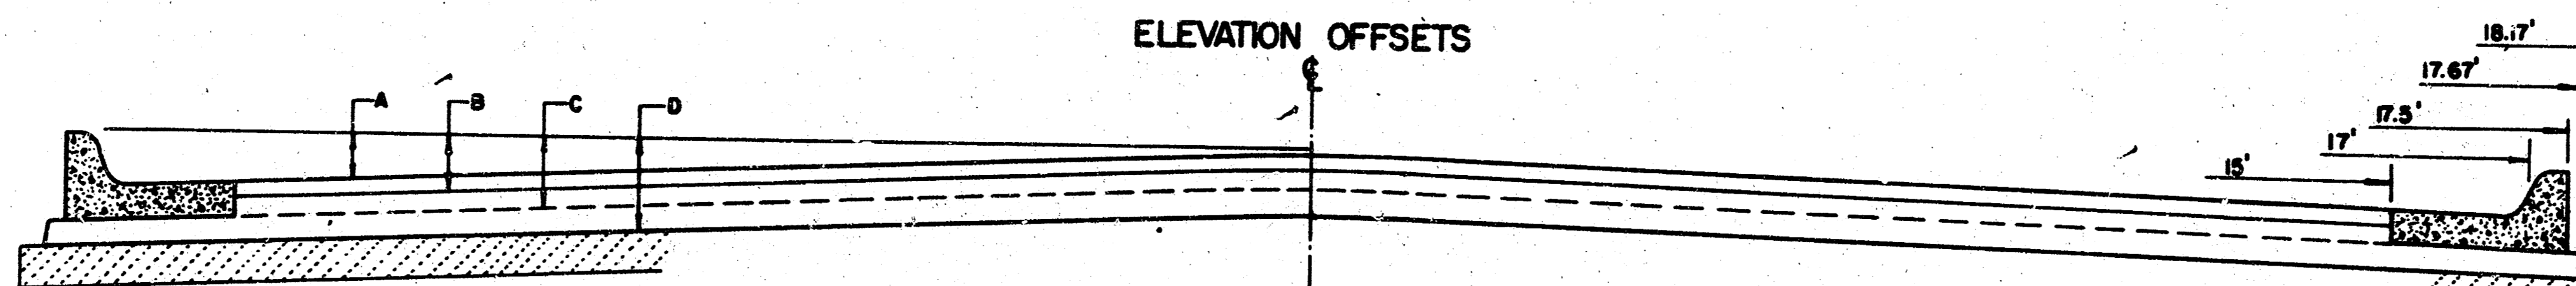 ELEVATION OFFSETS
℄
A
B
C
D
18.17'
17.67'
17.5'
17'
15'